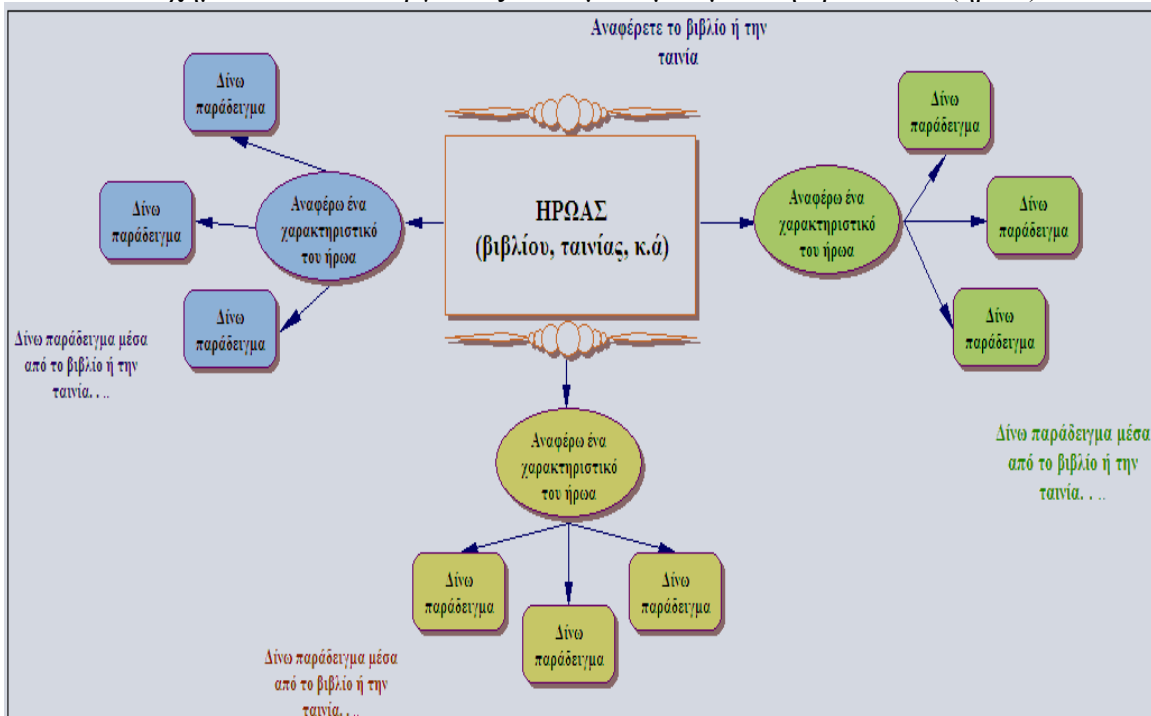 Αναφέρετε το βιβλίο ή την
ταινία
Δίνω
παράδειγμα
Δίνω
παράδειγμα
Δίνω
παράδειγμα
Αναφέρω ένα
χαρακτηριστικό
του ήρωα
ΗΡΩΑΣ
(βιβλίου, ταινίας, κ.ά)
Αναφέρω ένα
χαρακτηριστικό
του ήρωα
Δίνω
παράδειγμα
Δίνω
παράδειγμα
Δίνω
παράδειγμα
Δίνω παράδειγμα μέσα
από το βιβλίο ή την
ταινία. . ..
Δίνω παράδειγμα μέσα
από το βιβλίο ή την
ταινία. . ..
Αναφέρω ένα
χαρακτηριστικό
του ήρωα
Δίνω
παράδειγμα
Δίνω
παράδειγμα
Δίνω
παράδειγμα
Δίνω παράδειγμα μέσα
από το βιβλίο ή την
ταινία. . ..